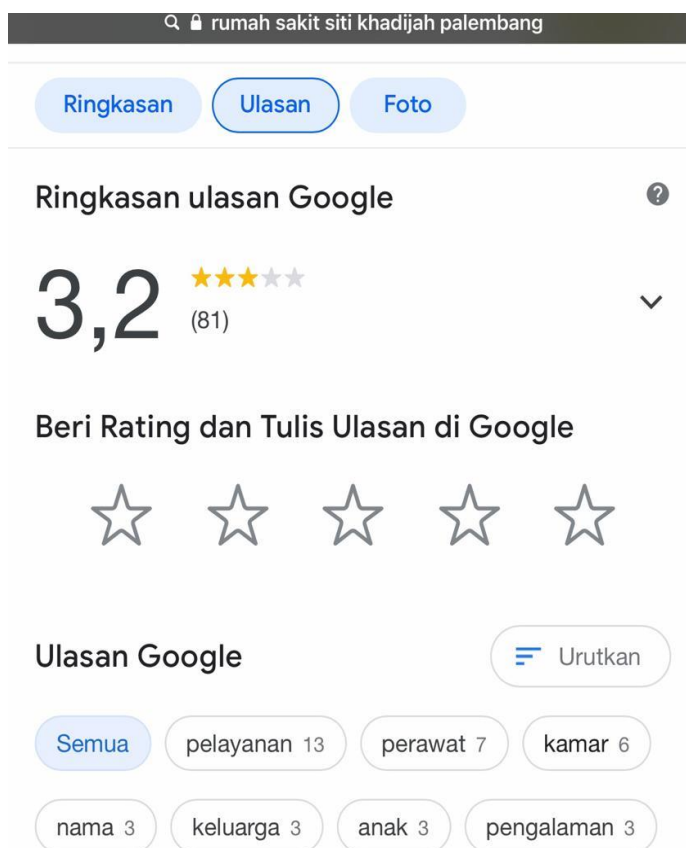 rumah sakit siti khadijah palembang
Ringkasan Ulasan Foto
Ringkasan ulasan Google
3,2
(81)
Beri Rating dan Tulis Ulasan di Google
Ulasan Google Urutkan
Semua pelayanan 13 perawat 7 kamar 6
nama 3 keluarga 3 anak 3 pengalaman 3